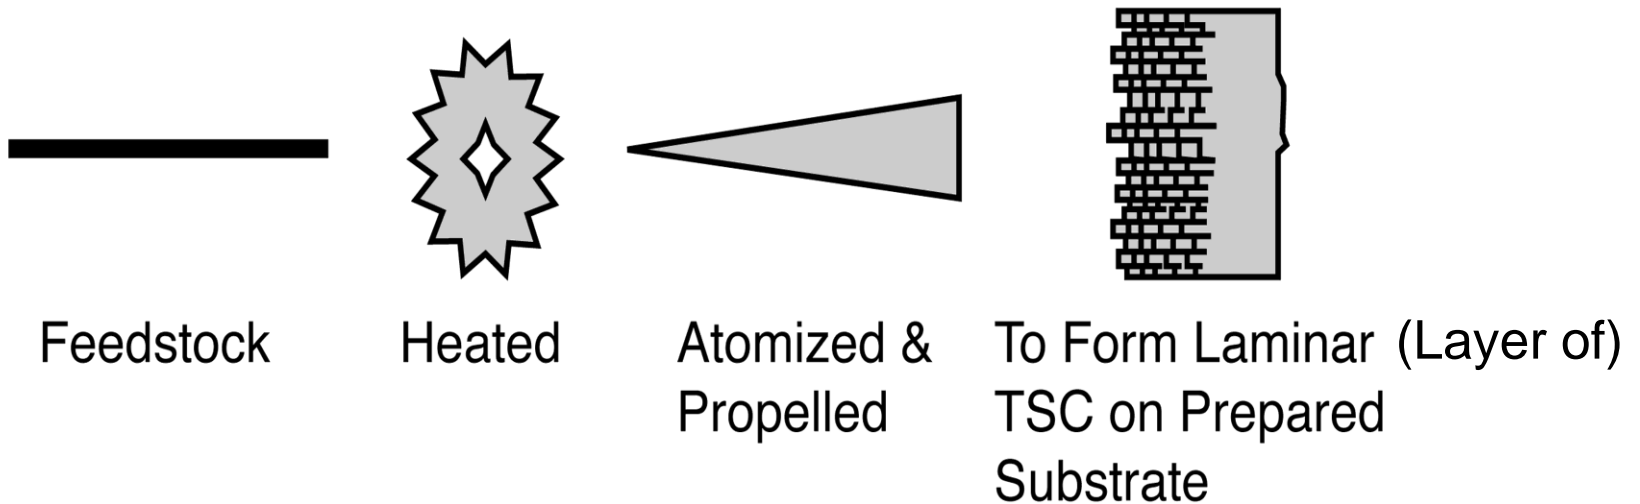 Feedstock
Heated
Atomized &
Propelled
To Form Laminar (Layer of)
TSC on Prepared
Substrate